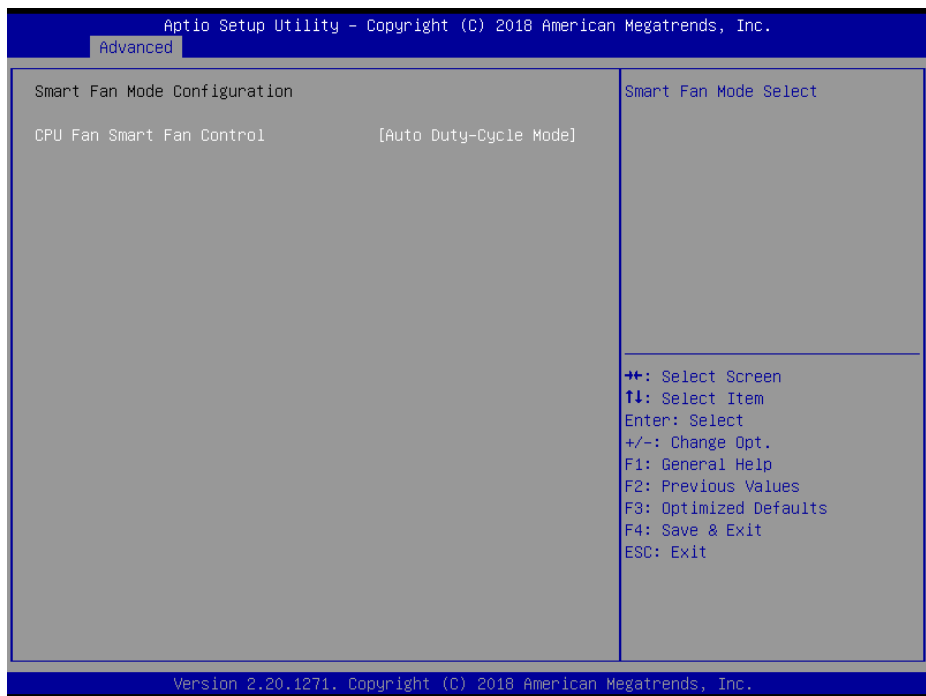 Aptio Setup Utility – Copyright (C) 2018 American Megatrends, Inc.
Advanced
Smart Fan Mode Configuration
CPU Fan Smart Fan Control [Auto Duty-Cycle Mode]
Smart Fan Mode Select
→←: Select Screen
↑↓: Select Item
Enter: Select
+/-: Change Opt.
F1: General Help
F2: Previous Values
F3: Optimized Defaults
F4: Save & Exit
ESC: Exit
Version 2.20.1271. Copyright (C) 2018 American Megatrends, Inc.